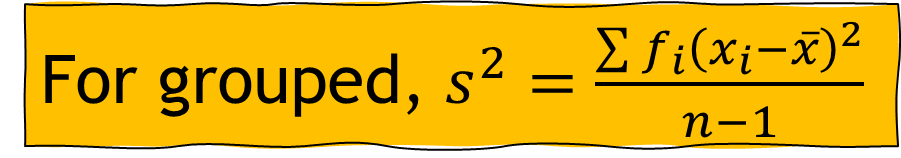 For grouped, s² = ∑ fᵢ(xᵢ−x̄)² / n−1